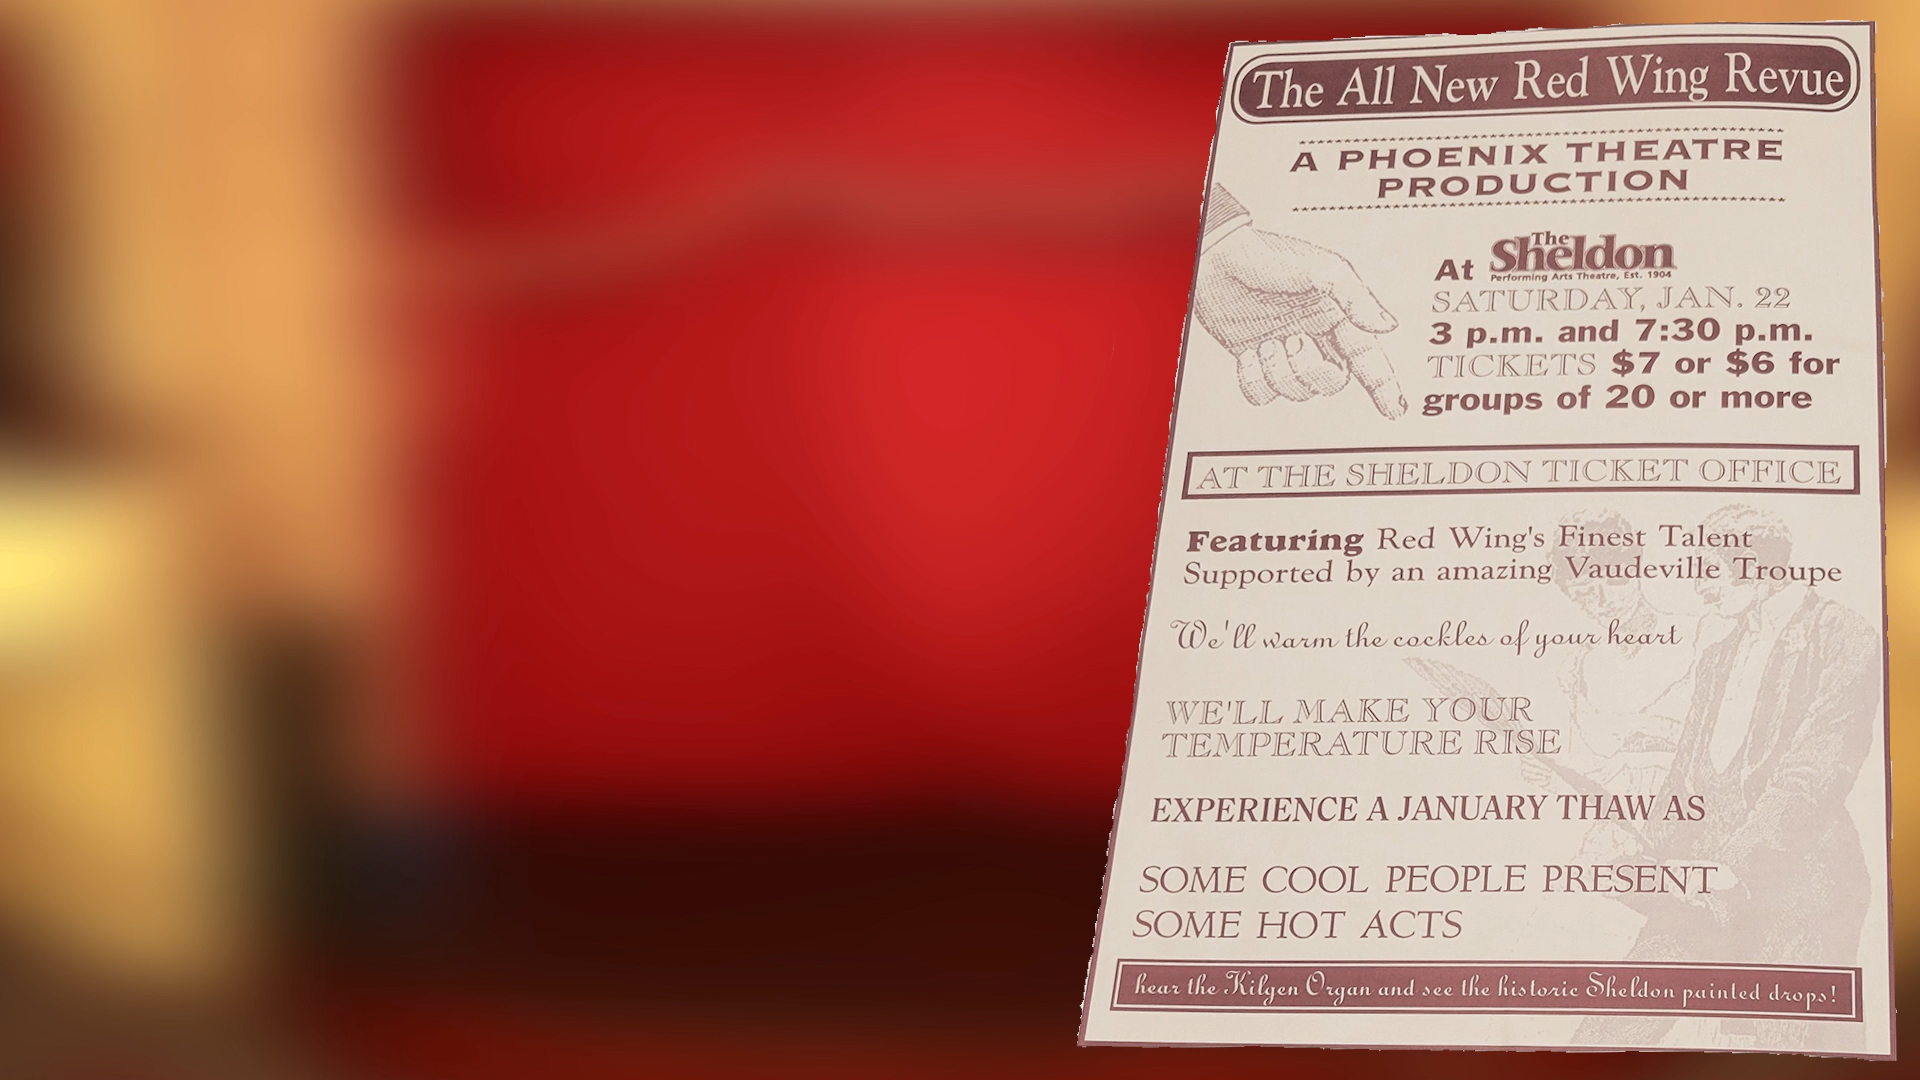 The All New Red Wing Revue
A PHOENIX THEATRE
PRODUCTION
At The Sheldon
Performing Arts Theatre, Est. 1904
SATURDAY, JAN. 22
3 p.m. and 7:30 p.m.
TICKETS $7 or $6 for
groups of 20 or more
AT THE SHELDON TICKET OFFICE
Featuring Red Wing's Finest Talent
Supported by an amazing Vaudeville Troupe
We'll warm the cockles of your heart
WE'LL MAKE YOUR
TEMPERATURE RISE
EXPERIENCE A JANUARY THAW AS
SOME COOL PEOPLE PRESENT
SOME HOT ACTS
hear the Kilgen Organ and see the historic Sheldon painted drops!